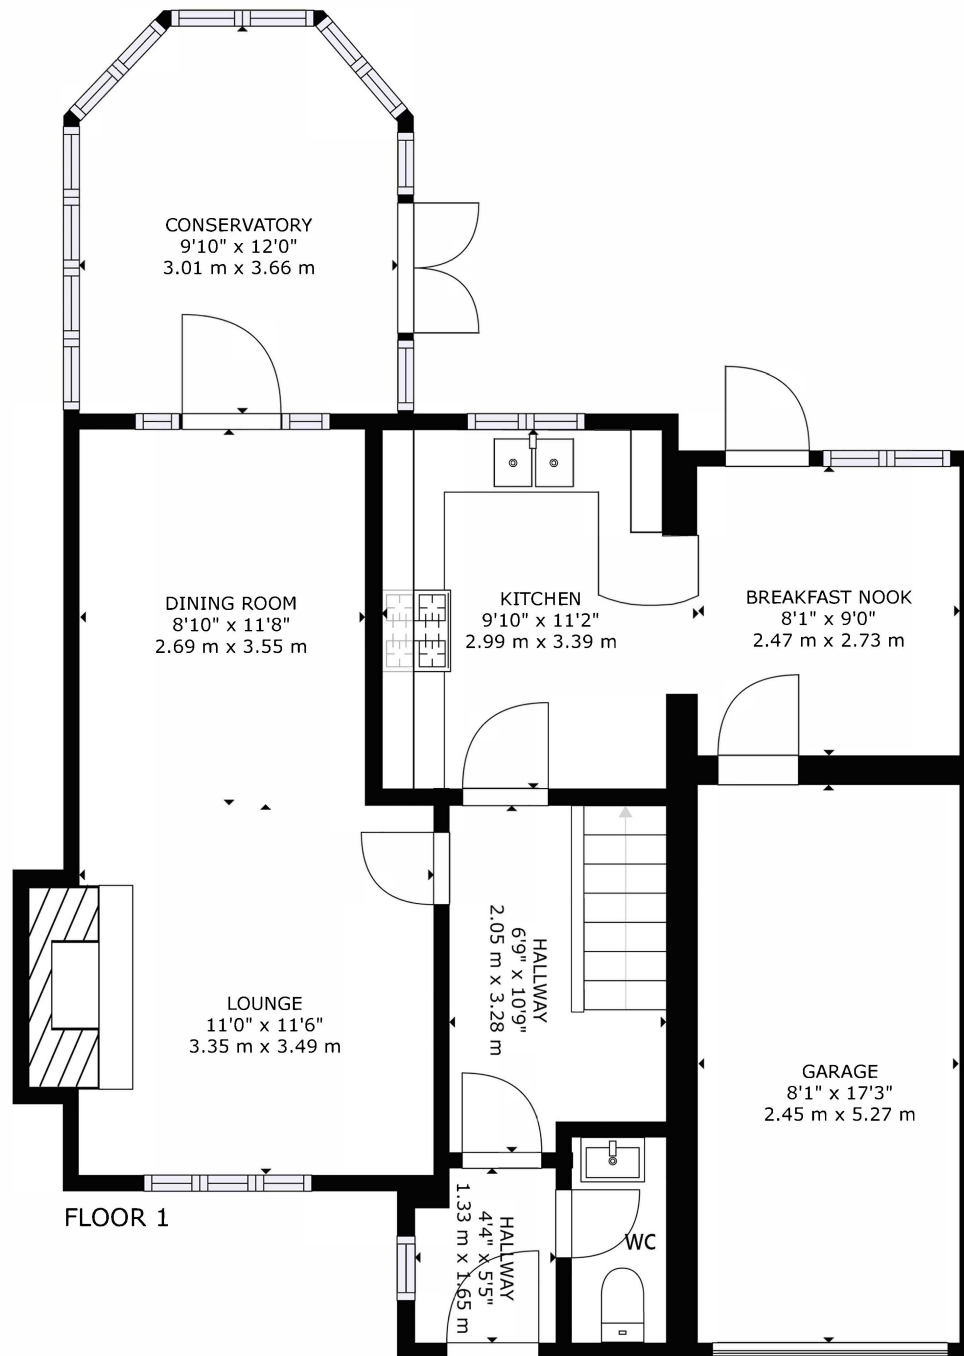 CONSERVATORY
9'10" x 12'0"
3.01 m x 3.66 m
DINING ROOM
8'10" x 11'8"
2.69 m x 3.55 m
KITCHEN
9'10" x 11'2"
2.99 m x 3.39 m
BREAKFAST NOOK
8'1" x 9'0"
2.47 m x 2.73 m
HALLWAY
6'9" x 10'9"
2.05 m x 3.28 m
LOUNGE
11'0" x 11'6"
3.35 m x 3.49 m
GARAGE
8'1" x 17'3"
2.45 m x 5.27 m
HALLWAY
4'4" x 5'5"
1.33 m x 1.65 m
WC
FLOOR 1